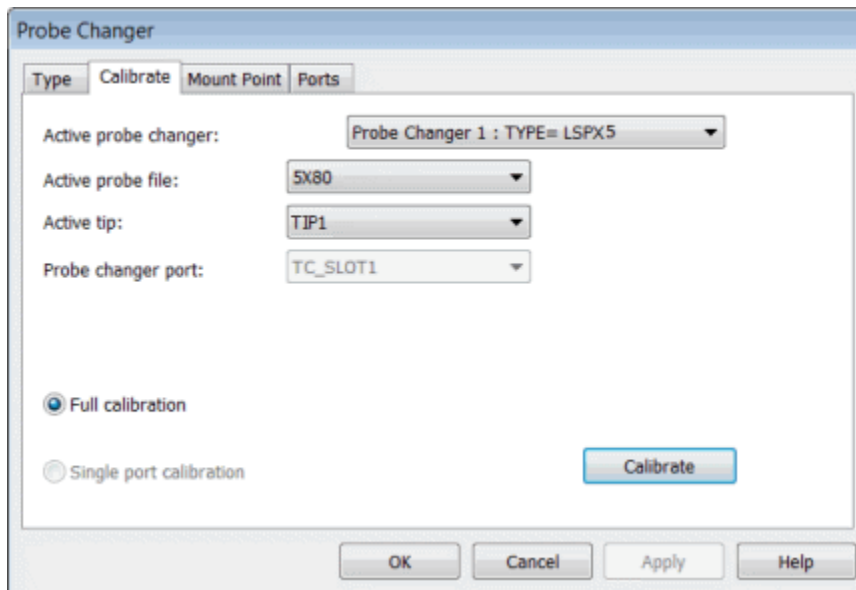 Probe Changer
Type Calibrate Mount Point Ports
Active probe changer: Probe Changer 1 : TYPE= LSPX5
Active probe file: 5X80
Active tip: TIP1
Probe changer port: TC_SLOT1
Full calibration
Single port calibration
Calibrate
OK Cancel Apply Help